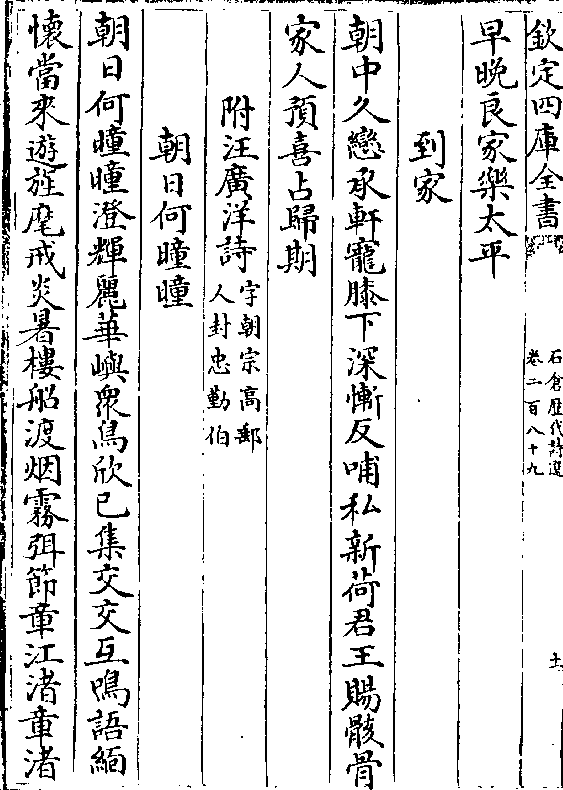 欽定四庫全書
石倉歷代詩選
卷二百八十九
十
早晚良家樂太平
到家
朝中久戀承軒寵膝下深慚反哺私新荷君王賜骸骨
家人預喜占歸期
附汪廣洋詩
字朝宗高郵
人封忠勤伯
朝日何曈曈
朝日何曈曈澄輝麗華嶼眾鳥欣已集交交互鳴語緬
懷當來遊旌麾戒炎暑樓船渡烟霧弭節章江渚章渚